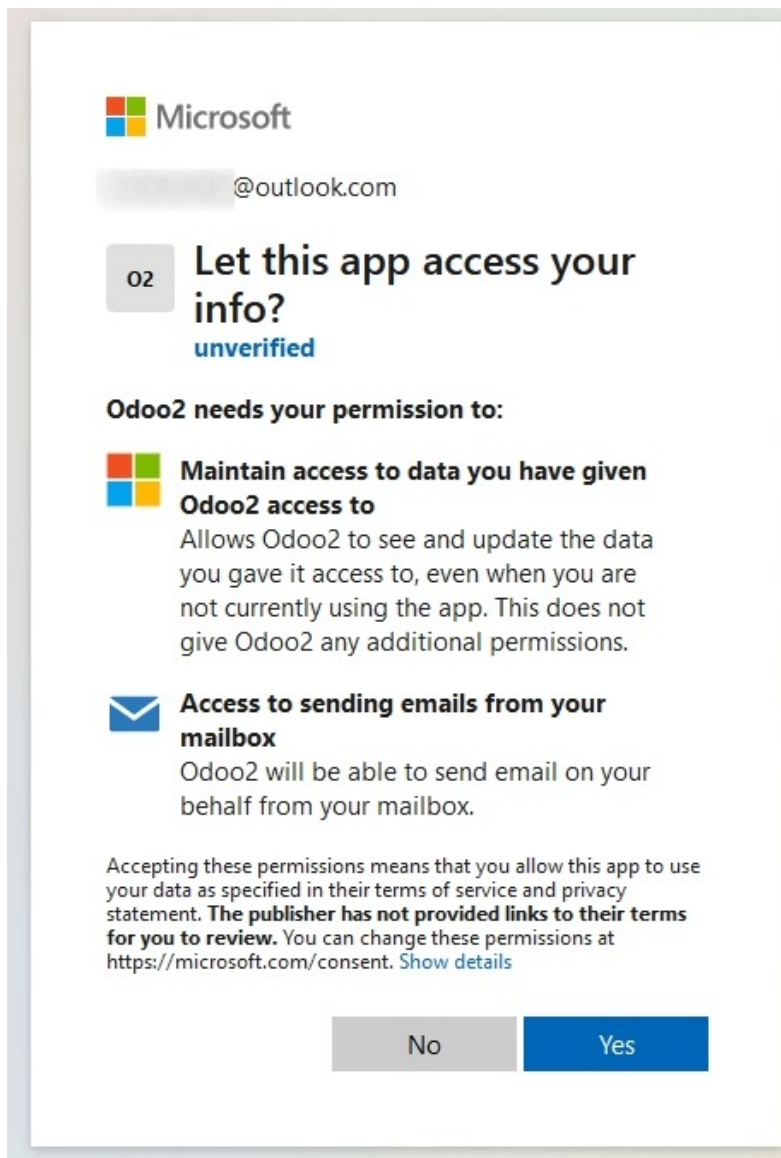 Microsoft
@outlook.com
O2
Let this app access your
info?
unverified
Odoo2 needs your permission to:
Maintain access to data you have given
Odoo2 access to
Allows Odoo2 to see and update the data
you gave it access to, even when you are
not currently using the app. This does not
give Odoo2 any additional permissions.
Access to sending emails from your
mailbox
Odoo2 will be able to send email on your
behalf from your mailbox.
Accepting these permissions means that you allow this app to use
your data as specified in their terms of service and privacy
statement. The publisher has not provided links to their terms
for you to review. You can change these permissions at
https://microsoft.com/consent. Show details
No
Yes